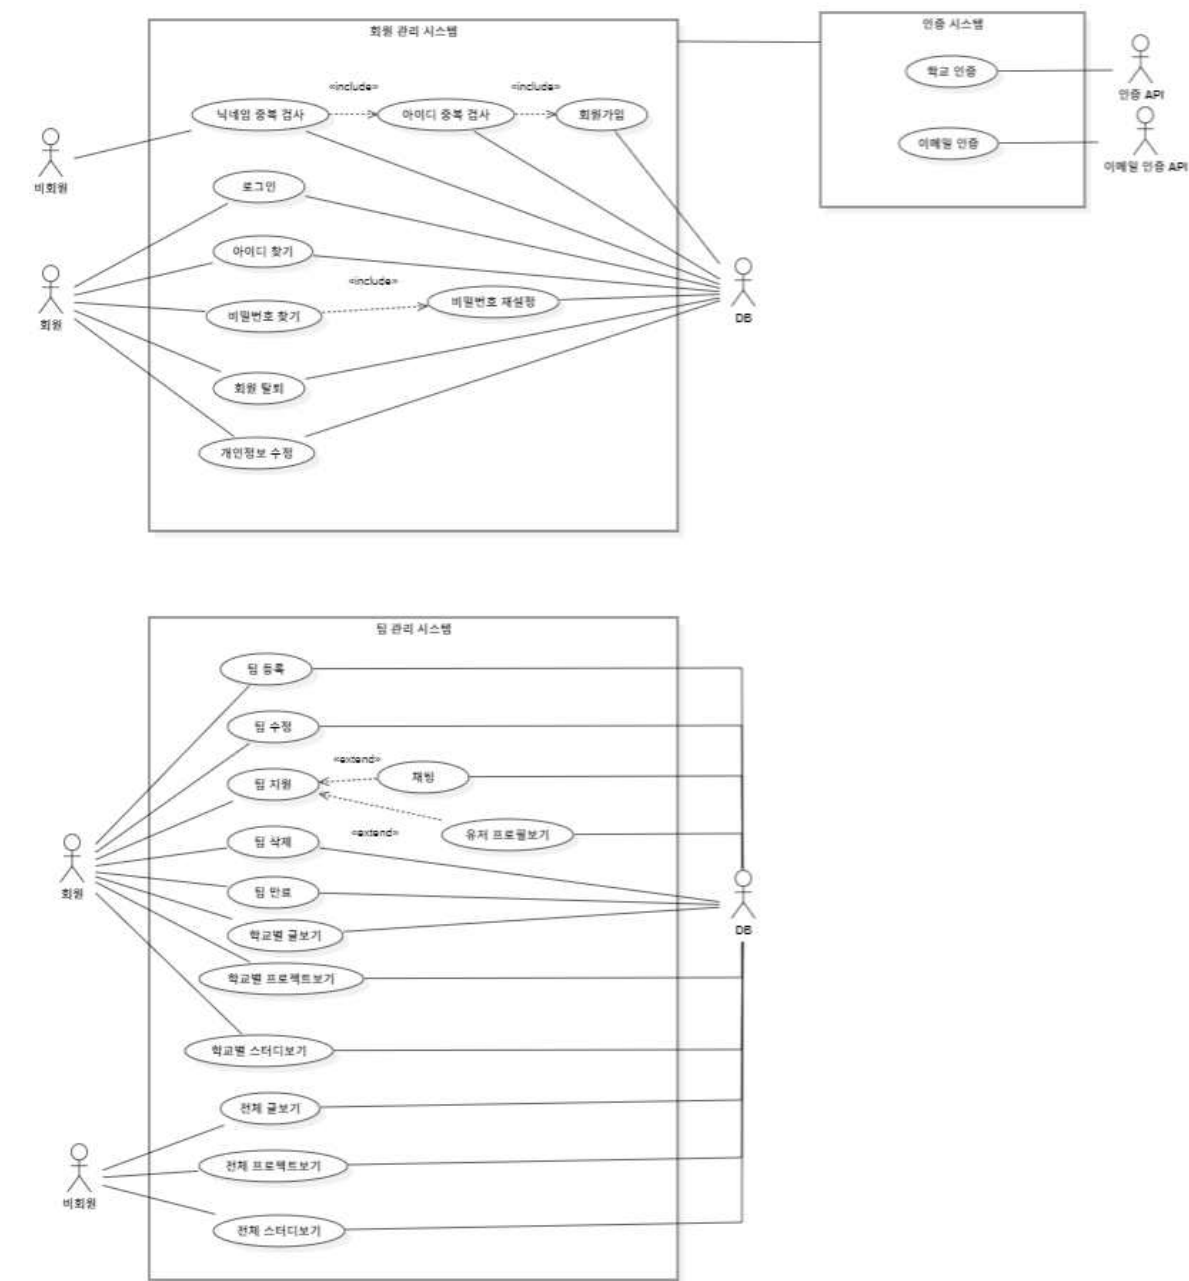 회원 관리 시스템
인증 시스템
학교 인증
인증 API
«include»
«include»
닉네임 중복 검사
아이디 중복 검사
회원가입
이메일 인증
이메일 인증 API
비회원
로그인
아이디 찾기
«include»
비밀번호 재설정
회원
비밀번호 찾기
DB
회원 탈퇴
개인정보 수정
팀 관리 시스템
팀 등록
팀 수정
«extend»
팀 지원
채팅
«extend»
유저 프로필보기
팀 삭제
회원
팀 만료
학교별 글보기
DB
학교별 프로젝트보기
학교별 스터디보기
전체 글보기
전체 프로젝트보기
비회원
전체 스터디보기